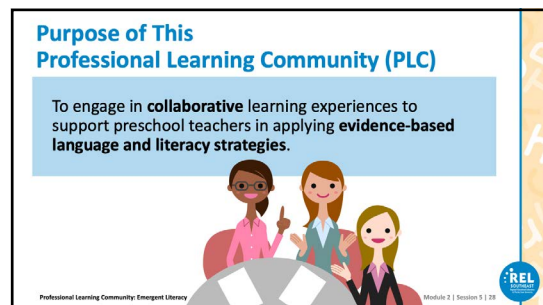 Purpose of This
Professional Learning Community (PLC)
To engage in collaborative learning experiences to
support preschool teachers in applying evidence-based
language and literacy strategies.
Professional Learning Community: Emergent Literacy
Module 2 | Session 5 | 28
REL
SOUTHEAST